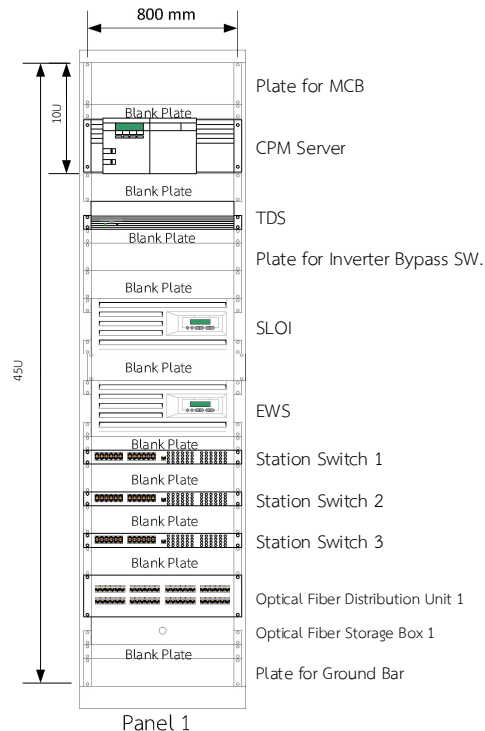 800 mm
Plate for MCB
10U
Blank Plate
CPM Server
Blank Plate
TDS
Blank Plate
Plate for Inverter Bypass SW.
Blank Plate
SLOI
45U
Blank Plate
EWS
Blank Plate
Station Switch 1
Blank Plate
Station Switch 2
Blank Plate
Station Switch 3
Blank Plate
Optical Fiber Distribution Unit 1
Optical Fiber Storage Box 1
Blank Plate
Plate for Ground Bar
Panel 1